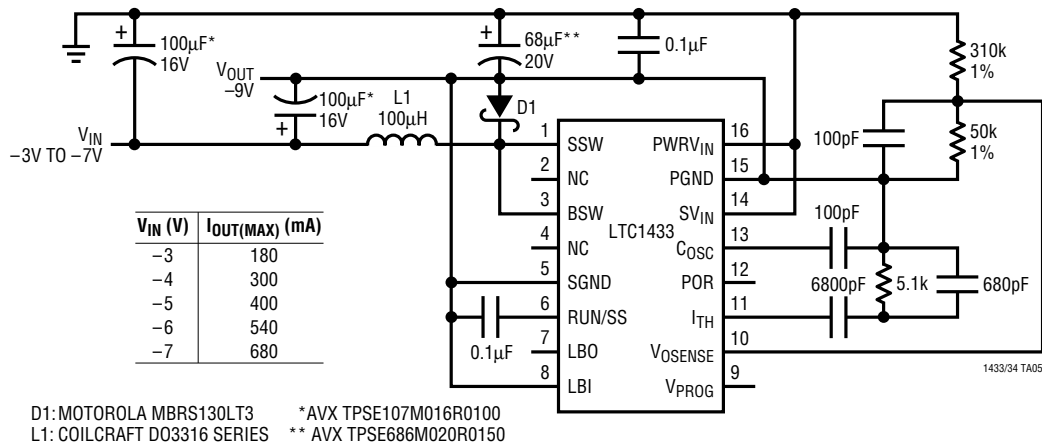 100µF*
16V
68µF**
20V
0.1µF
310k
1%
VOUT
–9V
100µF*
16V
L1
100µH
D1
VIN
–3V TO –7V
100pF
50k
1%
1
SSW
PWRVIN
16
2
NC
PGND
15
3
BSW
SVIN
14
LTC1433
4
NC
COSC
13
100pF
5
SGND
POR
12
6800pF
5.1k
680pF
6
RUN/SS
ITH
11
0.1µF
7
LBO
VOSENSE
10
8
LBI
VPROG
9
1433/34 TA05
VIN (V) IOUT(MAX) (mA)
–3 180
–4 300
–5 400
–6 540
–7 680
D1: MOTOROLA MBRS130LT3 *AVX TPSE107M016R0100
L1: COILCRAFT DO3316 SERIES ** AVX TPSE686M020R0150